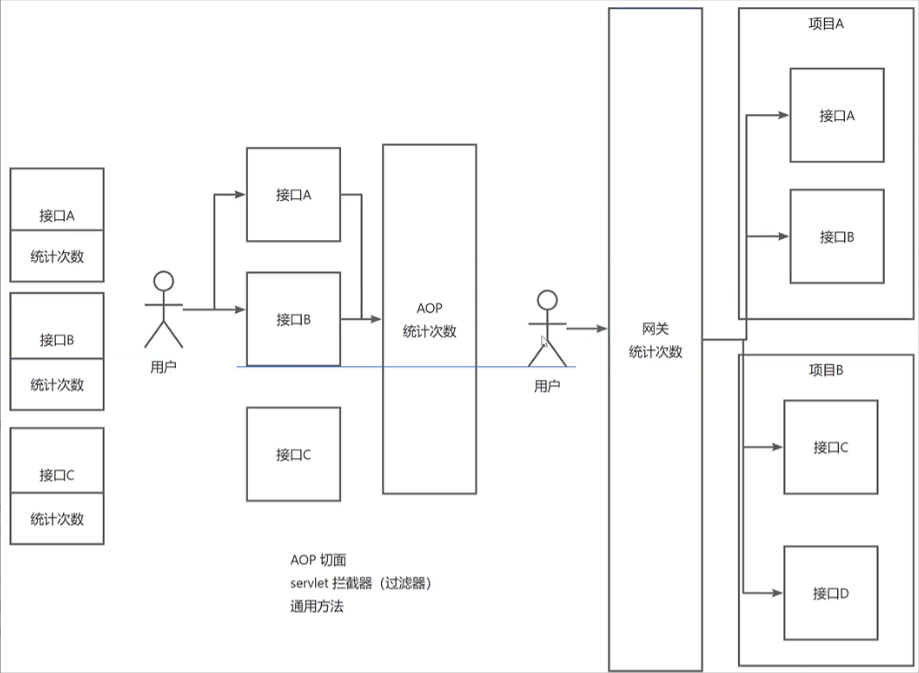 接口A
统计次数
接口B
统计次数
接口C
统计次数
用户
接口A
接口B
接口C
AOP
统计次数
AOP 切面
servlet 拦截器（过滤器）
通用方法
用户
网关
统计次数
项目A
接口A
接口B
项目B
接口C
接口D